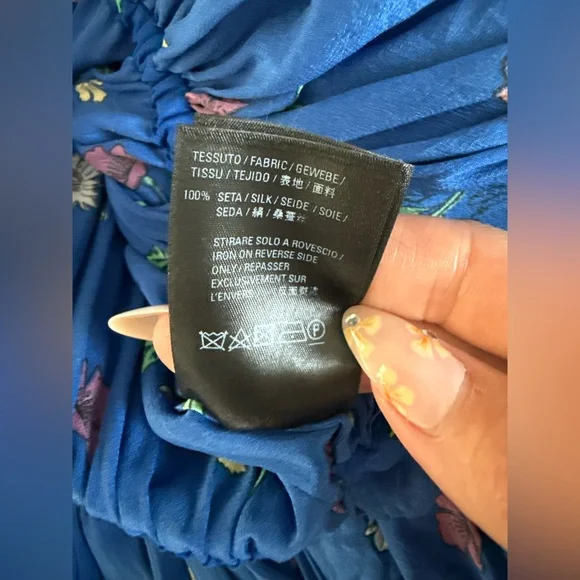 TESSUTO / FABRIC / GEWEBE /
TISSU / TEJIDO / 表地 / 面料
100% SETA / SILK / SEIDE / SOIE /
SEDA / 絹 / 桑蚕丝
STIRARE SOLO A ROVESCIO /
IRON ON REVERSE SIDE
ONLY / REPASSER
EXCLUSIVEMENT SUR
L'ENVERS
P